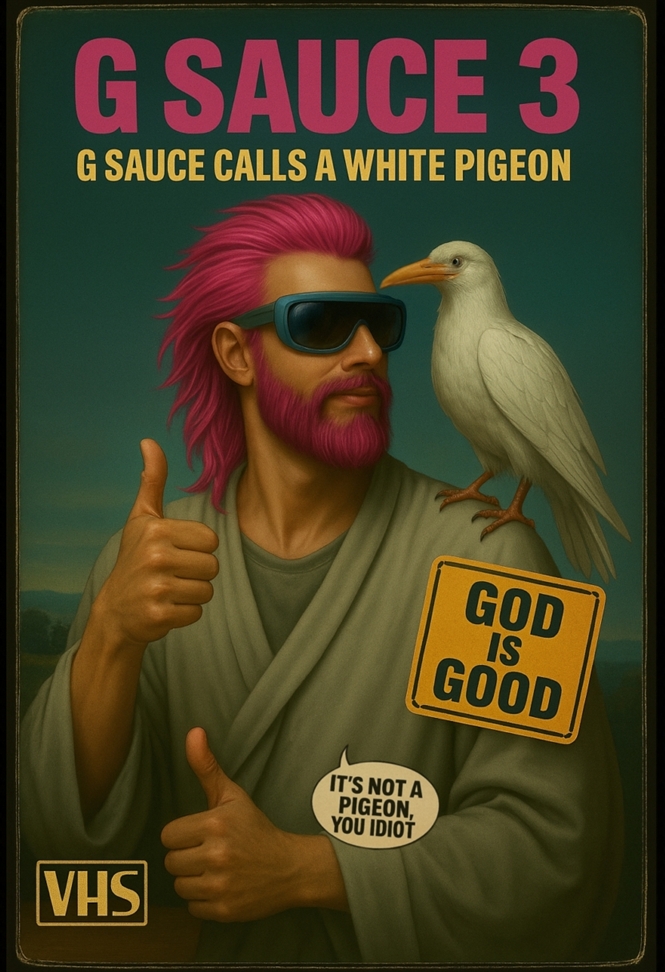 G SAUCE 3
G SAUCE CALLS A WHITE PIGEON
GOD
IS
GOOD
IT'S NOT A
PIGEON,
YOU IDIOT
VHS